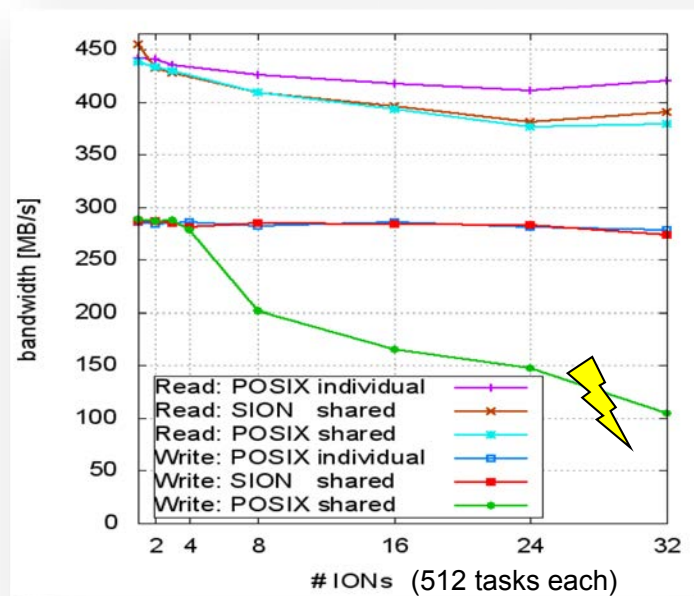 450
400
350
300
250
200
150
100
50
0
bandwidth [MB/s]
Read: POSIX individual
Read: SION shared
Read: POSIX shared
Write: POSIX individual
Write: SION shared
Write: POSIX shared
2 4 8 16 24 32
# IONs (512 tasks each)